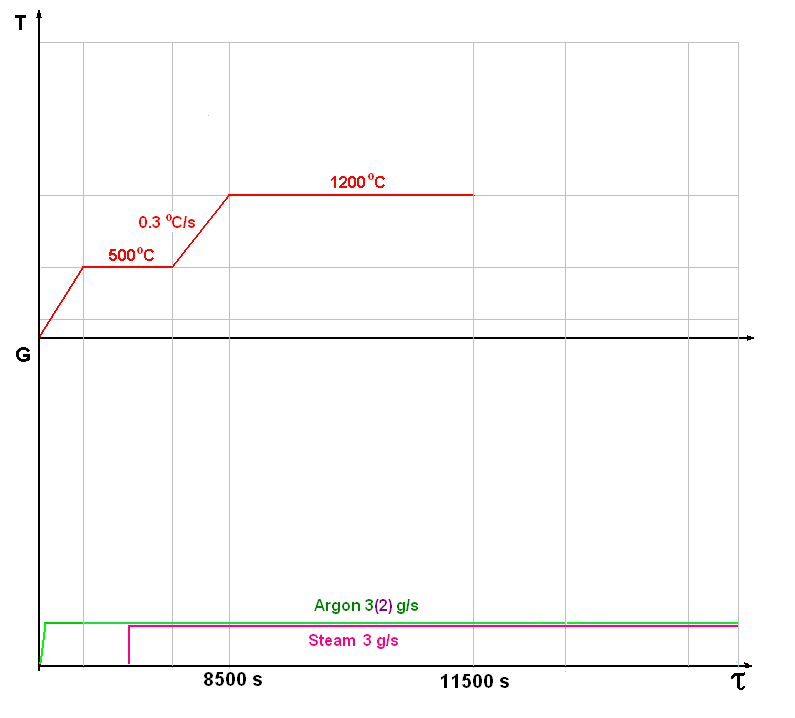 T
1200°C
0.3 °C/s
500°C
G
Argon 3(2) g/s
Steam 3 g/s
8500 s
11500 s
τ